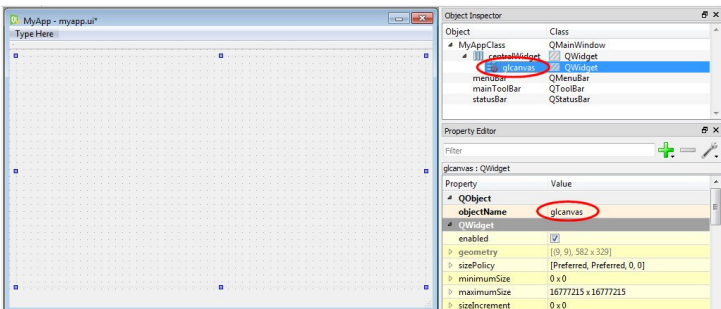 MyApp - myapp.ui*
Type Here
Object Inspector
Object Class
MyAppClass QMainWindow
centralWidget QWidget
glcanvas QWidget
menuBar QMenuBar
mainToolBar QToolBar
statusBar QStatusBar
Property Editor
Filter
glcanvas : QWidget
Property Value
QObject
objectName glcanvas
QWidget
enabled
geometry [(9, 9), 582 x 329]
sizePolicy [Preferred, Preferred, 0, 0]
minimumSize 0 x 0
maximumSize 16777215 x 16777215
sizeIncrement 0 x 0